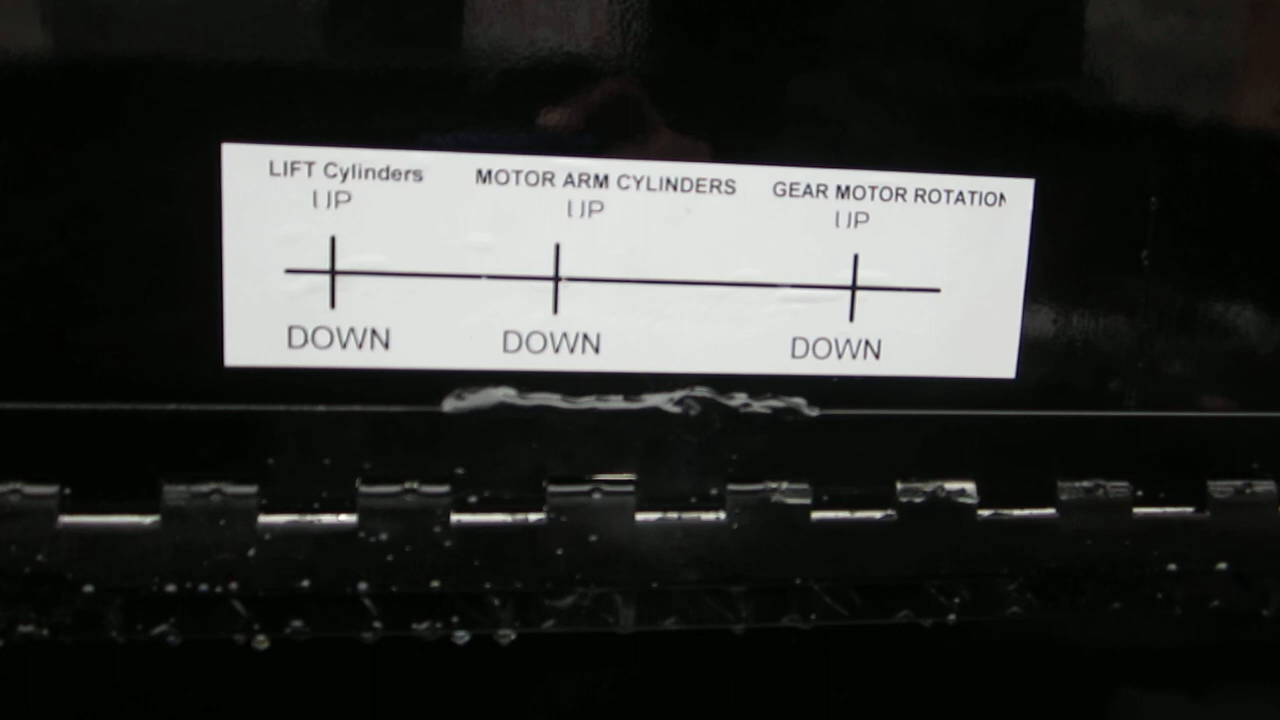 LIFT Cylinders MOTOR ARM CYLINDERS GEAR MOTOR ROTATION
UP UP UP
DOWN DOWN DOWN